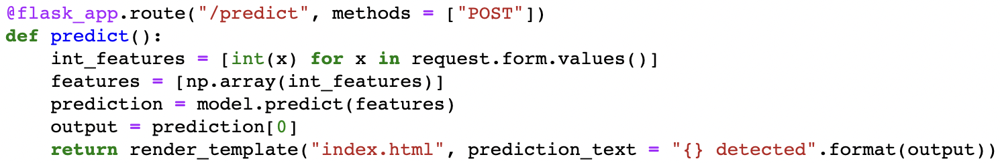 @flask_app.route("/predict", methods = ["POST"])
def predict():
    int_features = [int(x) for x in request.form.values()]
    features = [np.array(int_features)]
    prediction = model.predict(features)
    output = prediction[0]
    return render_template("index.html", prediction_text = "{} detected".format(output))